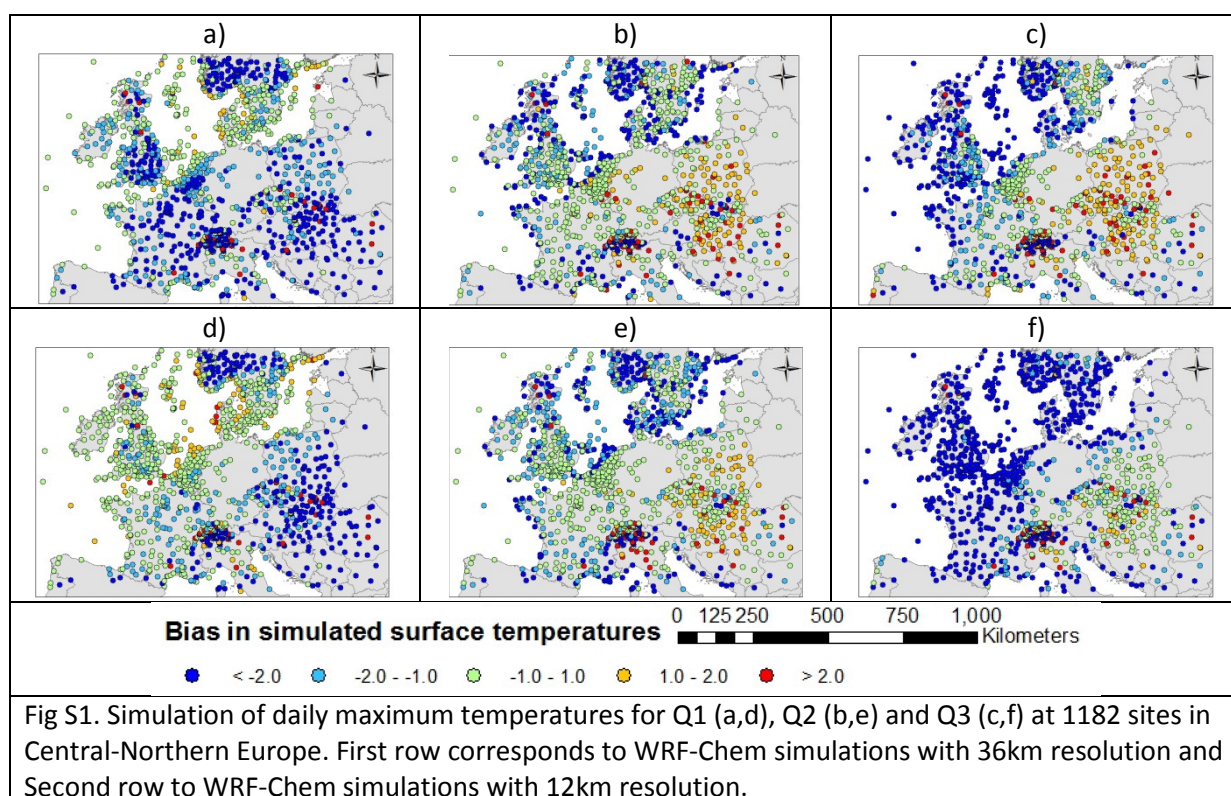 a)
b)
c)
d)
e)
f)
Bias in simulated surface temperatures
0 125 250 500 750 1,000
Kilometers
< -2.0 -2.0 - -1.0 -1.0 - 1.0 1.0 - 2.0 > 2.0
Fig S1. Simulation of daily maximum temperatures for Q1 (a,d), Q2 (b,e) and Q3 (c,f) at 1182 sites in
Central-Northern Europe. First row corresponds to WRF-Chem simulations with 36km resolution and
Second row to WRF-Chem simulations with 12km resolution.